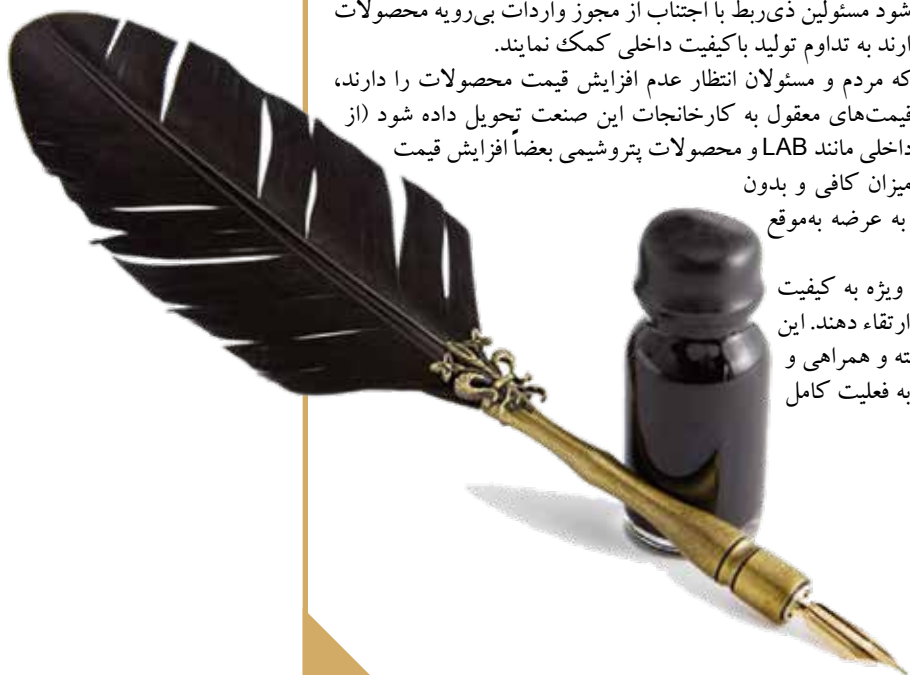 شود مسئولین ذی‌ربط با اجتناب از مجوز واردات بی‌رویه محصولات
ارند به تداوم تولید باکیفیت داخلی کمک نمایند.
که مردم و مسئولان انتظار عدم افزایش قیمت محصولات را دارند،
قیمت‌های معقول به کارخانجات این صنعت تحویل داده شود (از
داخلی مانند LAB و محصولات پتروشیمی بعضاً افزایش قیمت
میزان کافی و بدون
به عرضه به‌موقع
ویژه به کیفیت
ارتقاء دهند. این
ته و همراهی و
به فعلیت کامل